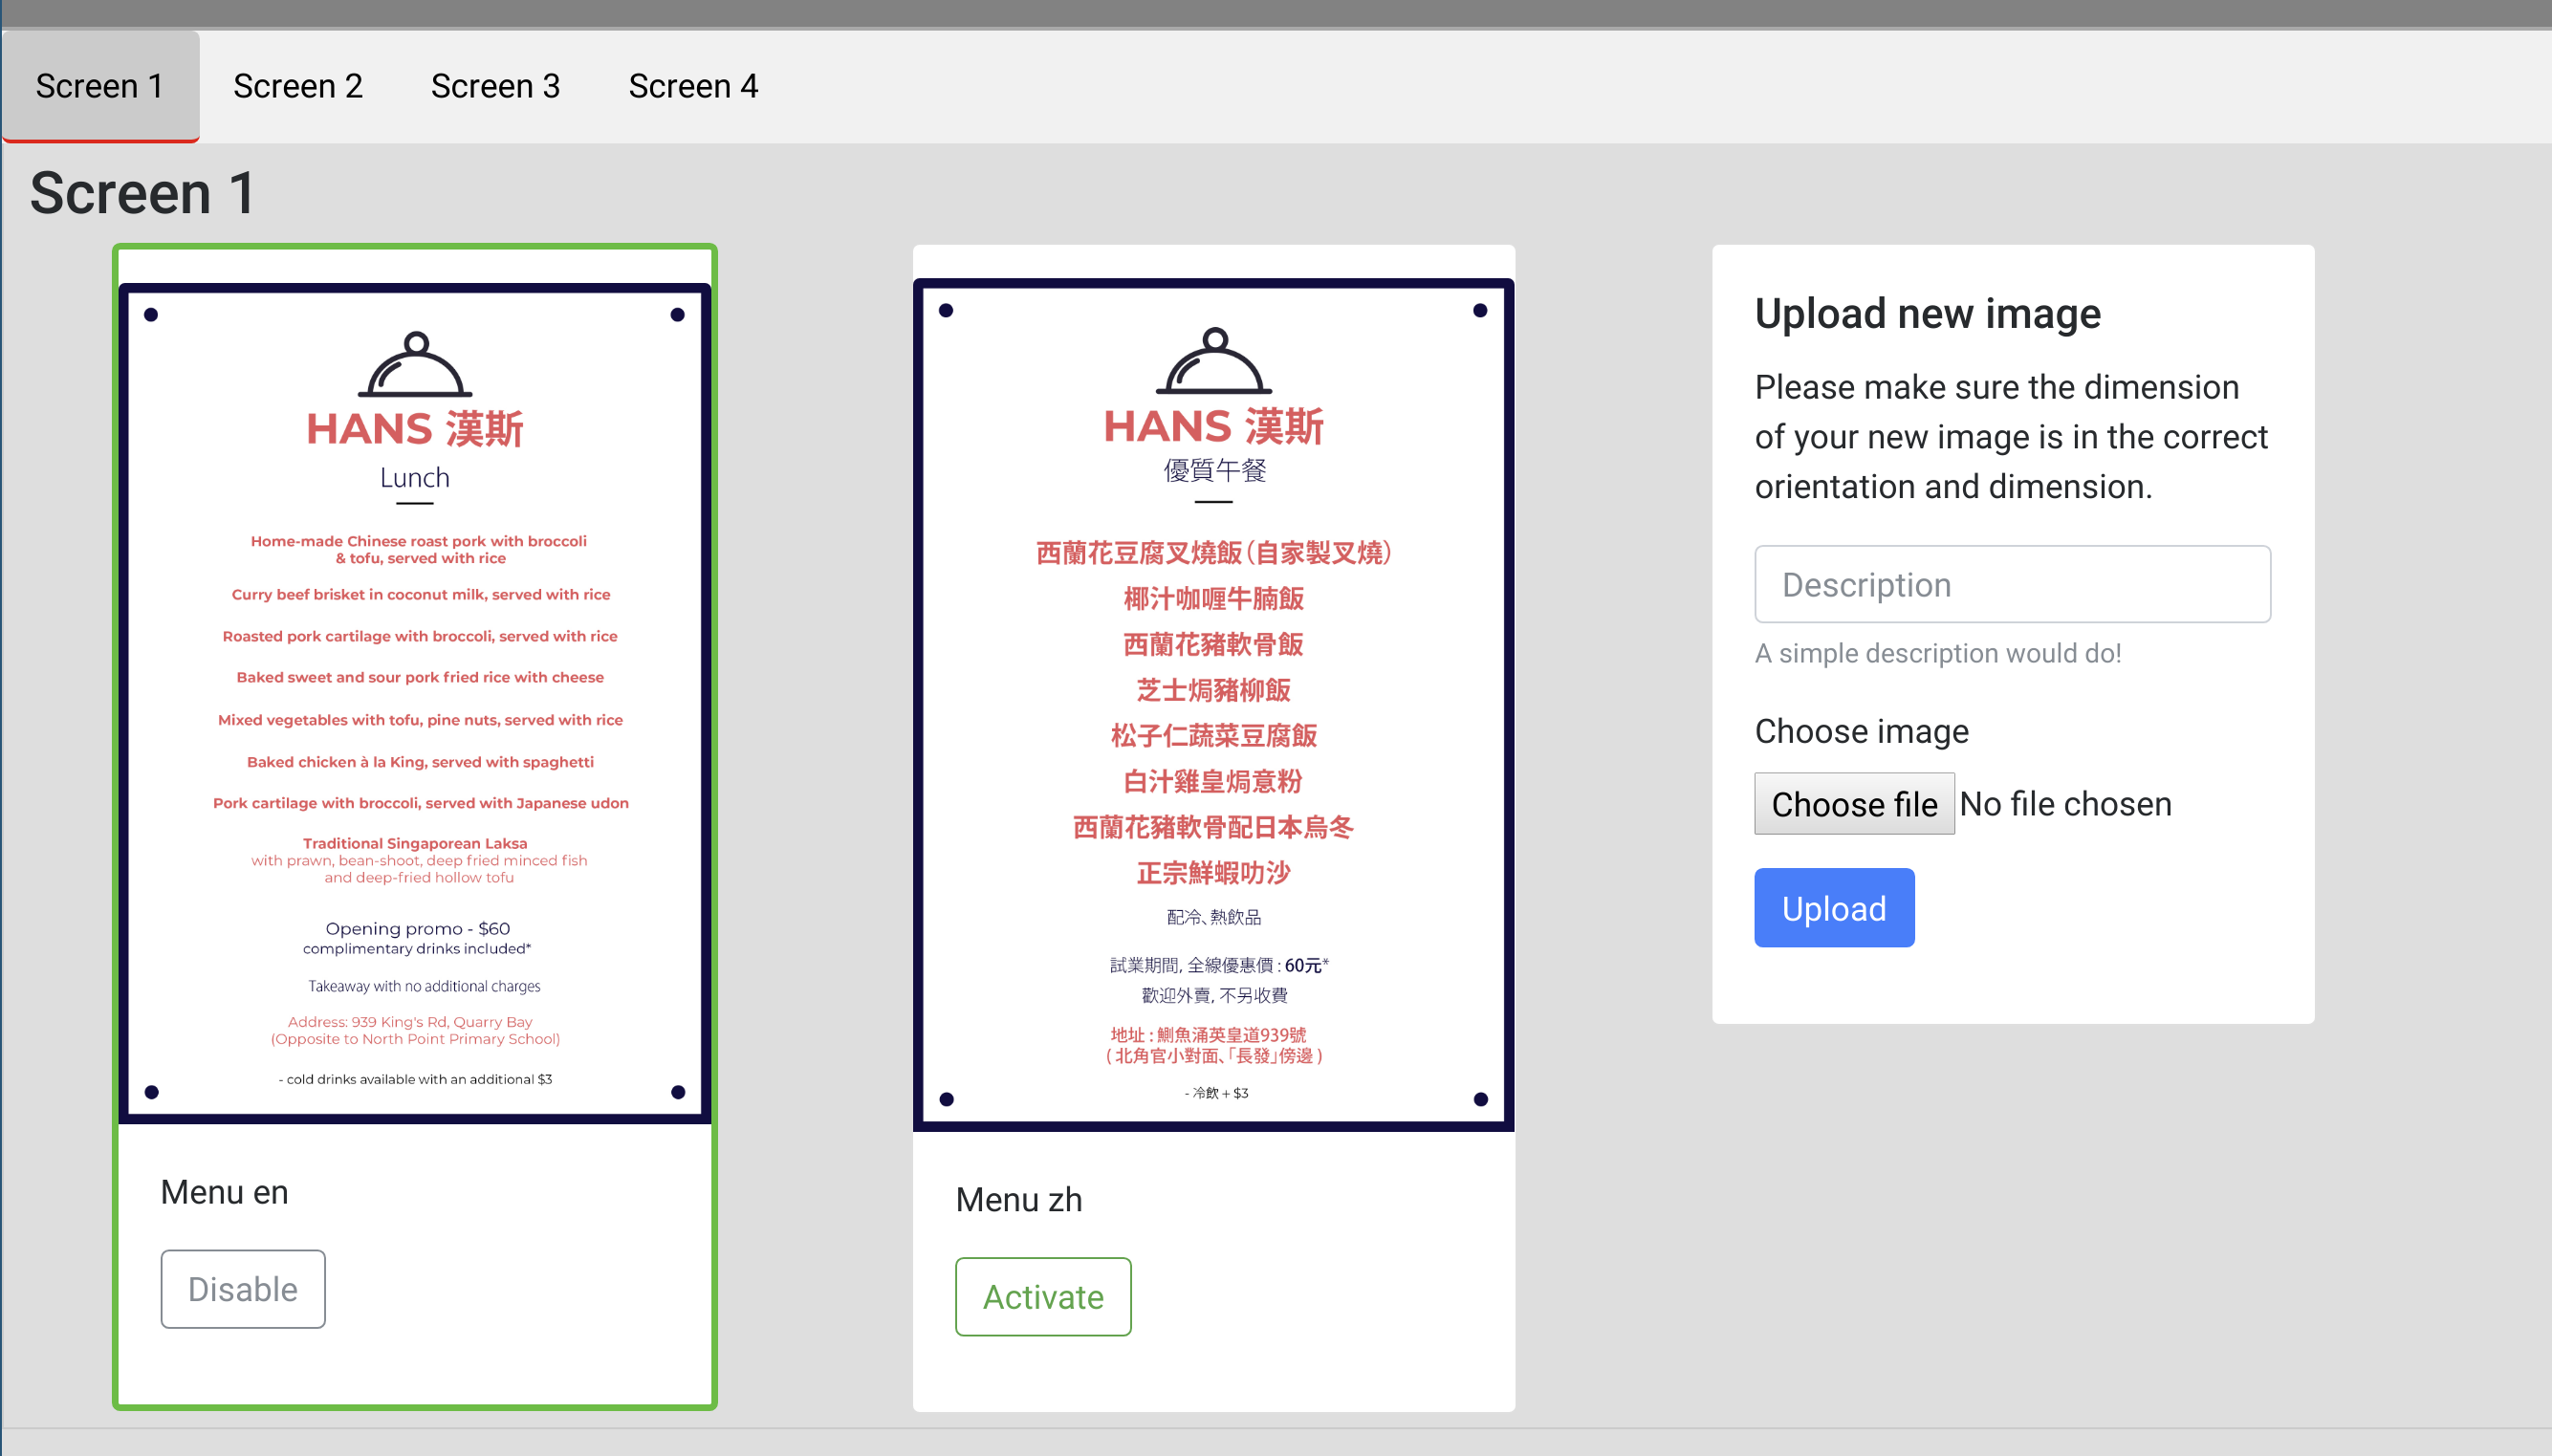 Screen 1
Screen 2
Screen 3
Screen 4
Screen 1
HANS 漢斯
Lunch
Home-made Chinese roast pork with broccoli
& tofu, served with rice
Curry beef brisket in coconut milk, served with rice
Roasted pork cartilage with broccoli, served with rice
Baked sweet and sour pork fried rice with cheese
Mixed vegetables with tofu, pine nuts, served with rice
Baked chicken à la King, served with spaghetti
Pork cartilage with broccoli, served with Japanese udon
Traditional Singaporean Laksa
with prawn, bean-shoot, deep fried minced fish
and deep-fried hollow tofu
Opening promo - $60
complimentary drinks included*
Takeaway with no additional charges
Address: 939 King's Rd, Quarry Bay
(Opposite to North Point Primary School)
- cold drinks available with an additional $3
Menu en
Disable
HANS 漢斯
優質午餐
西蘭花豆腐叉燒飯(自家製叉燒)
椰汁咖喱牛腩飯
西蘭花豬軟骨飯
芝士焗豬柳飯
松子仁蔬菜豆腐飯
白汁雞皇焗意粉
西蘭花豬軟骨配日本烏冬
正宗鮮蝦叻沙
配冷、熱飲品
試業期間, 全線優惠價 : 60元*
歡迎外賣, 不另收費
地址 : 鰂魚涌英皇道939號
( 北角官小對面、「長發」傍邊 )
- 冷飲 + $3
Menu zh
Activate
Upload new image
Please make sure the dimension
of your new image is in the correct
orientation and dimension.
Description
A simple description would do!
Choose image
Choose file No file chosen
Upload